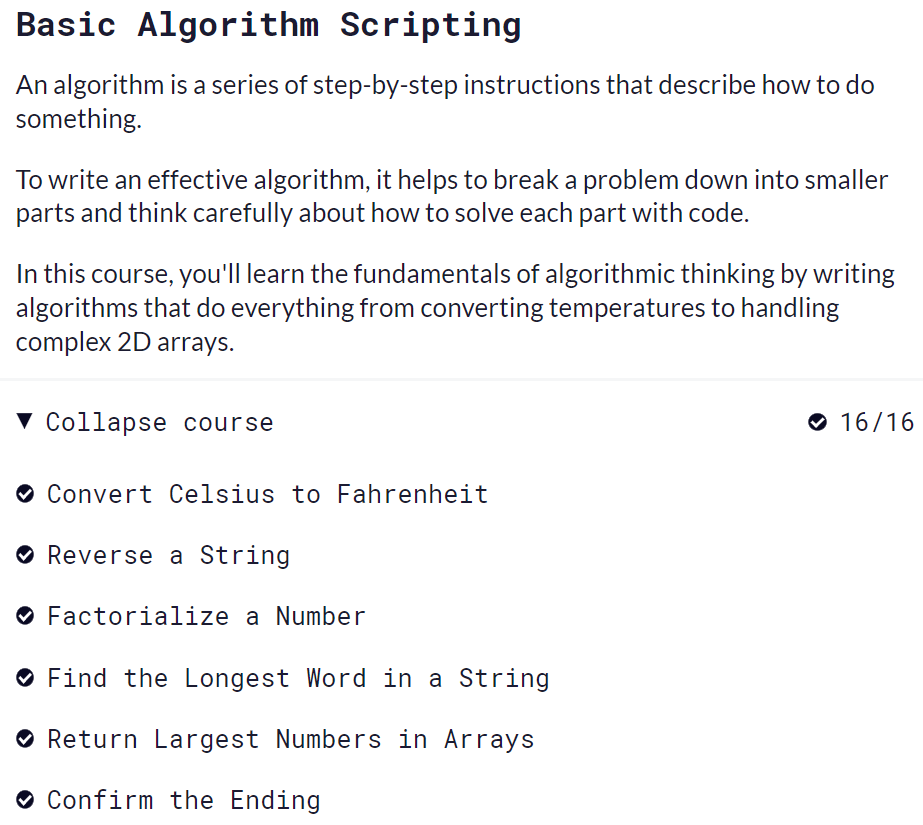 Basic Algorithm Scripting
An algorithm is a series of step-by-step instructions that describe how to do
something.
To write an effective algorithm, it helps to break a problem down into smaller
parts and think carefully about how to solve each part with code.
In this course, you'll learn the fundamentals of algorithmic thinking by writing
algorithms that do everything from converting temperatures to handling
complex 2D arrays.
Collapse course 16/16
Convert Celsius to Fahrenheit
Reverse a String
Factorialize a Number
Find the Longest Word in a String
Return Largest Numbers in Arrays
Confirm the Ending